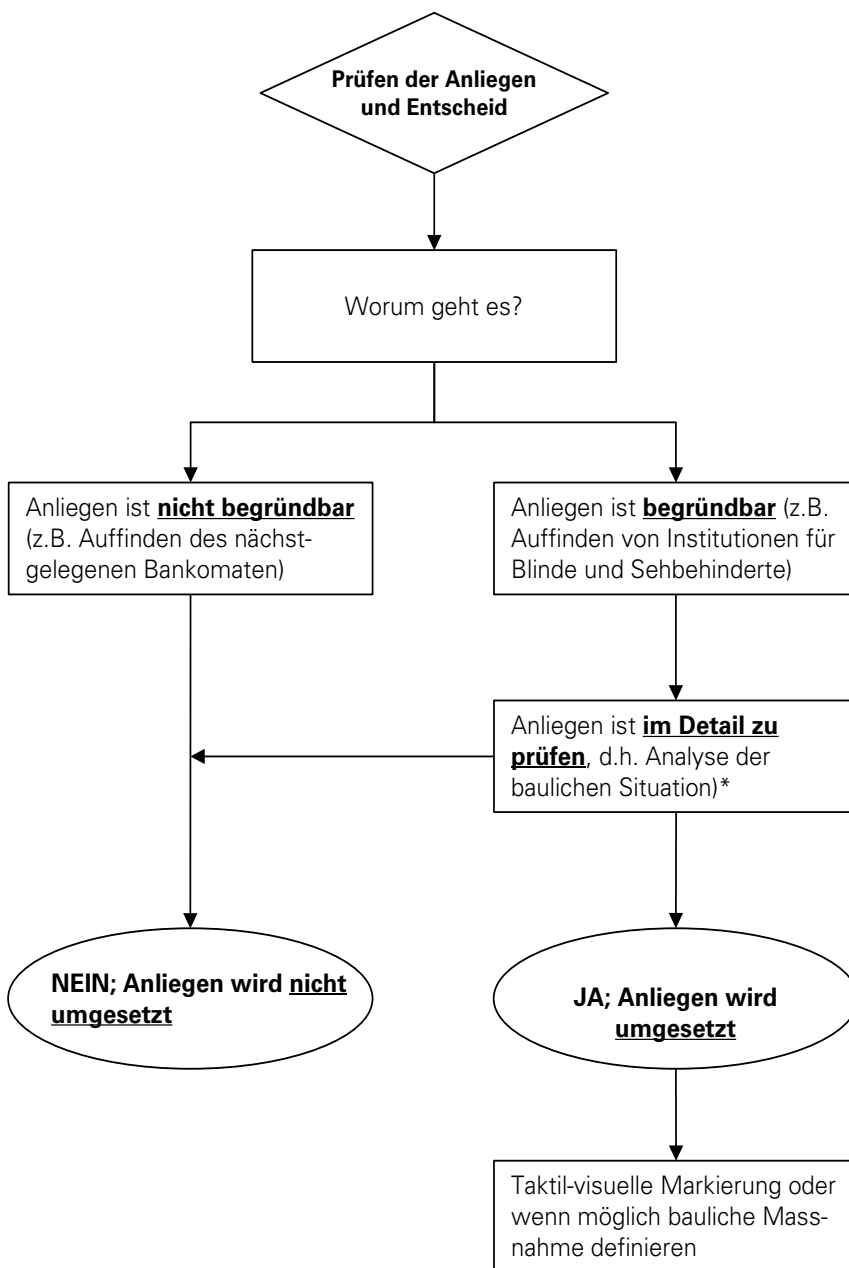 Prüfen der Anliegen
und Entscheid
Worum geht es?
Anliegen ist nicht begründbar
(z.B. Auffinden des nächst-
gelegenen Bankomaten)
Anliegen ist begründbar (z.B.
Auffinden von Institutionen für
Blinde und Sehbehinderte)
Anliegen ist im Detail zu
prüfen, d.h. Analyse der
baulichen Situation)*
NEIN; Anliegen wird nicht
umgesetzt
JA; Anliegen wird
umgesetzt
Taktil-visuelle Markierung oder
wenn möglich bauliche Mass-
nahme definieren